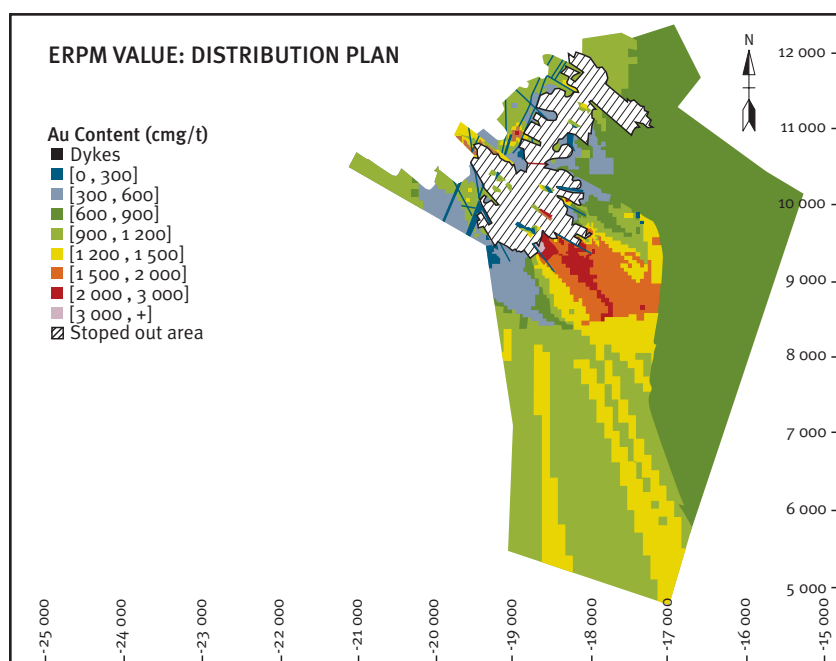 ERPM VALUE: DISTRIBUTION PLAN
N
Au Content (cmg/t)
Dykes
[0 , 300]
[300 , 600]
[600 , 900]
[900 , 1 200]
[1 200 , 1 500]
[1 500 , 2 000]
[2 000 , 3 000]
[3 000 , +]
Stoped out area
12 000
11 000
10 000
9 000
8 000
7 000
6 000
5 000
-25 000
-24 000
-23 000
-22 000
-21 000
-20 000
-19 000
-18 000
-17 000
-16 000
-15 000